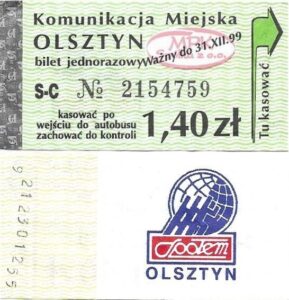 Komunikacja Miejska
OLSZTYN
bilet jednorazowy
Ważny do 31.XII.99
MPK
S-C № 2154759
kasować po
wejściu do autobusu
zachować do kontroli
1,40 zł
Tu kasować
9212301255
Społem
OLSZTYN